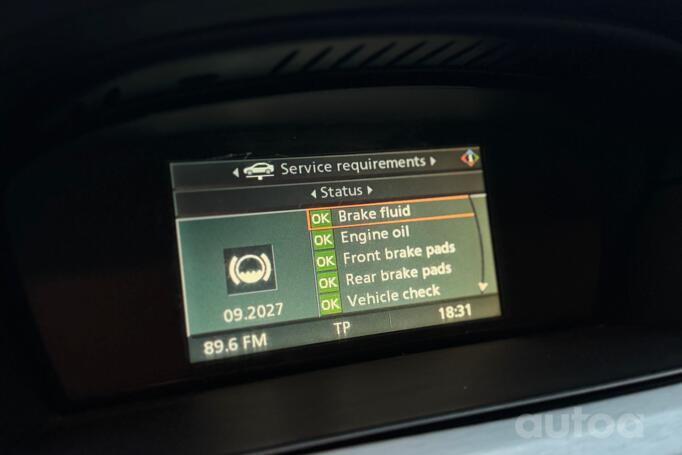 Service requirements
Status
OK Brake fluid
OK Engine oil
OK Front brake pads
OK Rear brake pads
OK Vehicle check
09.2027
89.6 FM TP 18:31
autoa